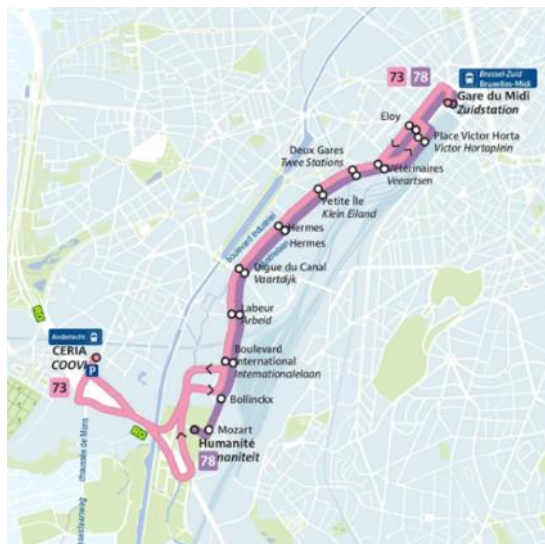 73 78
Brussel-Zuid
Bruxelles-Midi
Gare du Midi
Zuidstation
Eloy
Place Victor Horta
Victor Hortaplein
Deux Gares
Twee Stations
Vétérinaires
Veeartsen
Petite Île
Klein Eiland
boulevard Industriel
Hermes
Hermes
Digue du Canal
Vaartdijk
Labeur
Arbeid
RO
Anderlecht
CERIA
COOVI
P
73
Boulevard
International
Internationalelaan
Bollinckx
chaussée de Mons
RO
Mozart
Humanité
78